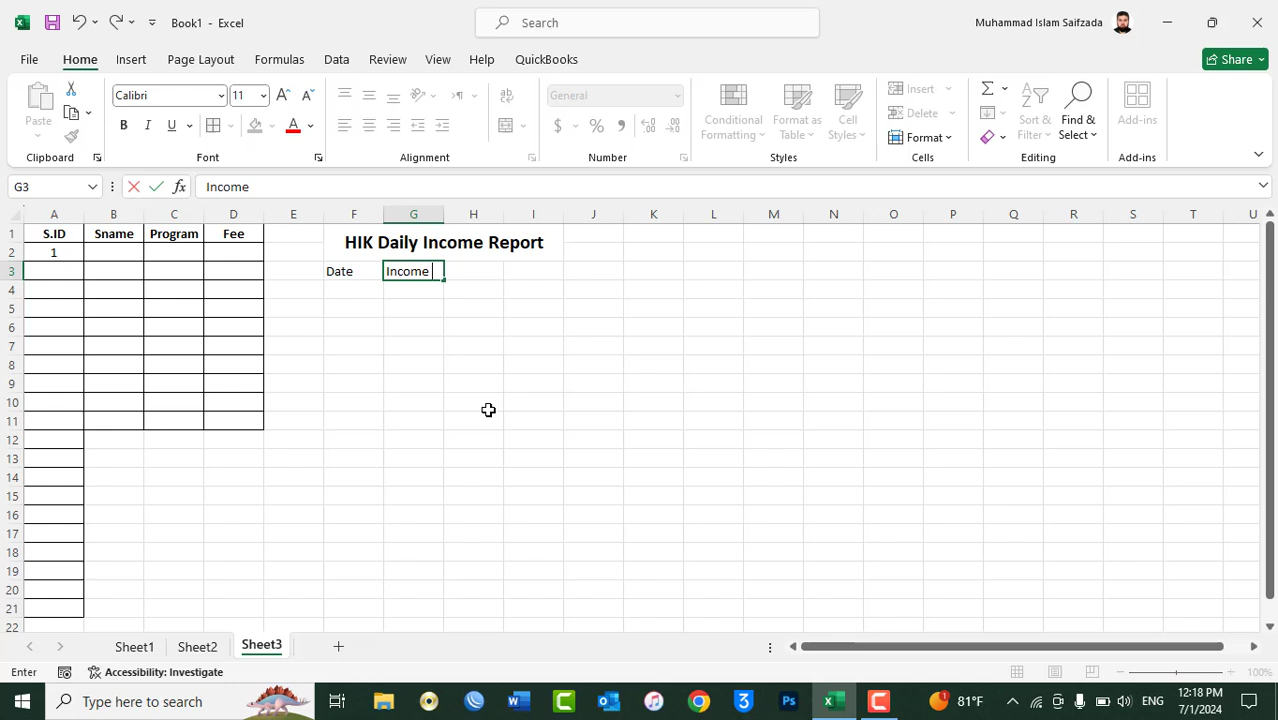 Book1 - Excel
Search
Muhammad Islam Saifzada
File Home Insert Page Layout Formulas Data Review View Help QuickBooks
Share
Calibri 11
General
Paste
B I U A
$ % 9
Conditional Formatting
Format as Table
Cell Styles
Insert
Delete
Format
Sort & Filter
Find & Select
Add-ins
Clipboard Font Alignment Number Styles Cells Editing Add-ins
G3 fx Income
A B C D E F G H I J K L M N O P Q R S T U
1 S.ID Sname Program Fee HIK Daily Income Report
2 1
3 Date Income
4
5
6
7
8
9
10
11
12
13
14
15
16
17
18
19
20
21
22
Sheet1 Sheet2 Sheet3
Enter Accessibility: Investigate 100%
Type here to search
1 81°F ENG 12:18 PM
7/1/2024